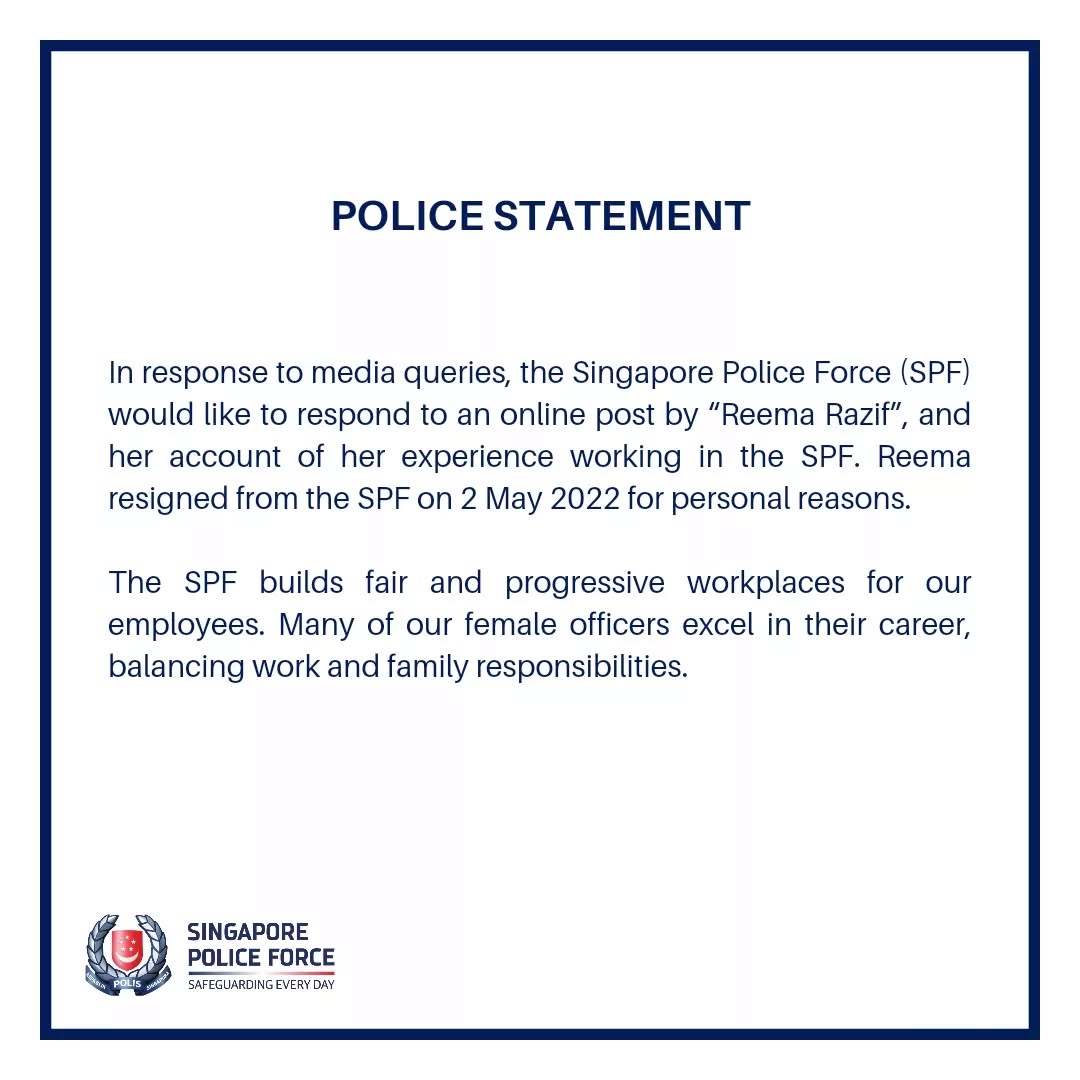 POLICE STATEMENT
In response to media queries, the Singapore Police Force (SPF)
would like to respond to an online post by “Reema Razif”, and
her account of her experience working in the SPF. Reema
resigned from the SPF on 2 May 2022 for personal reasons.
The SPF builds fair and progressive workplaces for our
employees. Many of our female officers excel in their career,
balancing work and family responsibilities.
SINGAPORE
POLICE FORCE
SAFEGUARDING EVERY DAY
POLIS